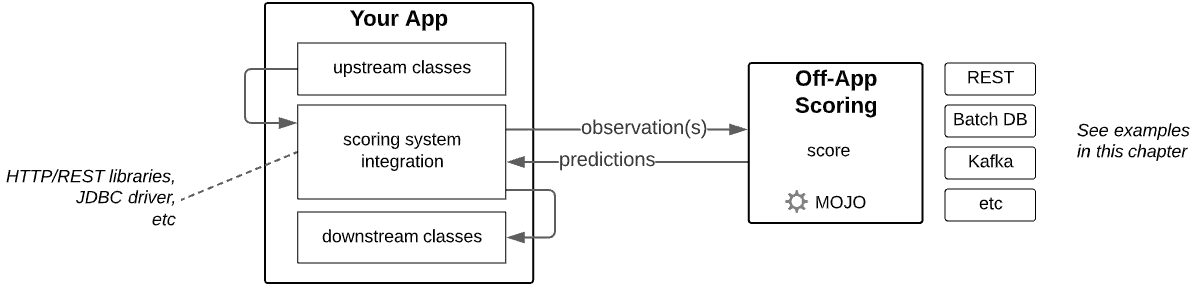 Your App
upstream classes
scoring system
integration
downstream classes
HTTP/REST libraries,
JDBC driver,
etc
observation(s)
predictions
Off-App
Scoring
score
MOJO
REST
Batch DB
Kafka
etc
See examples
in this chapter